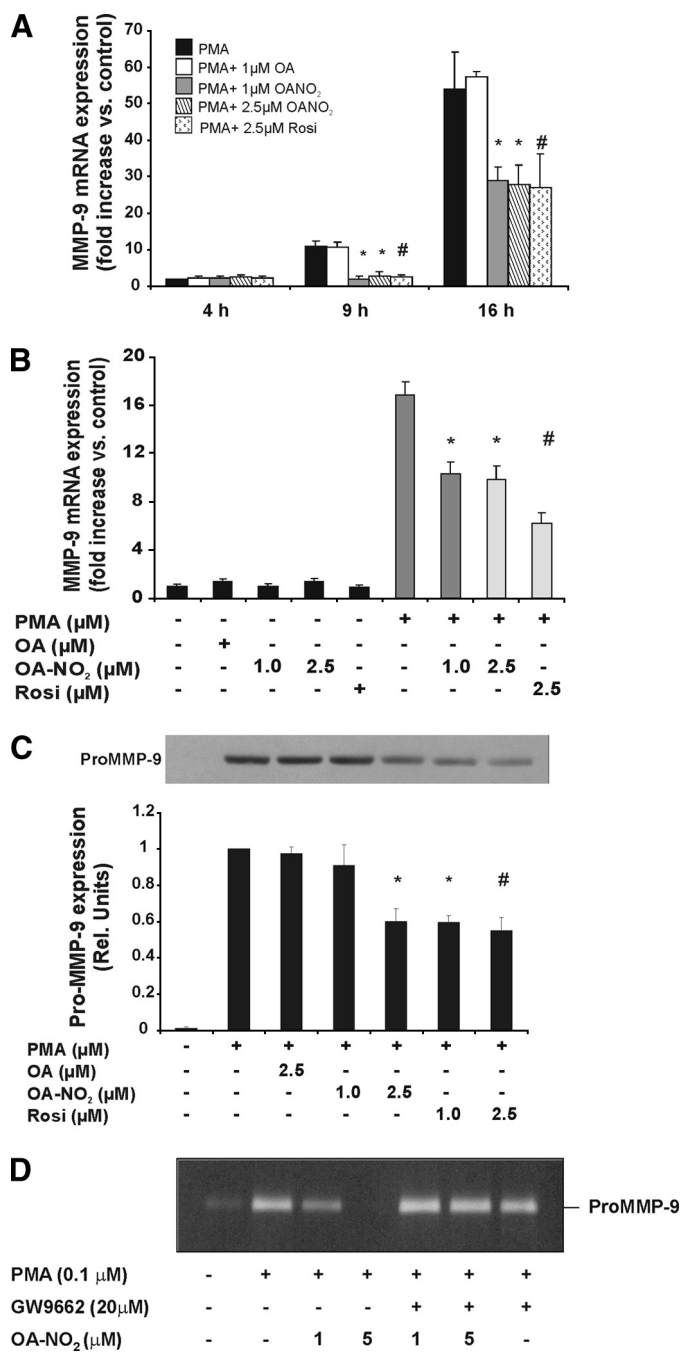 A
MMP-9 mRNA expression
(fold increase vs. control)
70
60
50
40
30
20
10
0
PMA
PMA+ 1µM OA
PMA+ 1µM OANO₂
PMA+ 2.5µM OANO₂
PMA+ 2.5µM Rosi
* * #
* * #
4 h 9 h 16 h
B
MMP-9 mRNA expression
(fold increase vs. control)
20
16
12
8
4
0
* * #
PMA (µM) - - - - - + + + +
OA (µM) - + - - - - - - -
OA-NO₂ (µM) - - 1.0 2.5 - - 1.0 2.5 -
Rosi (µM) - - - - + - - - 2.5
C
ProMMP-9
Pro-MMP-9 expression
(Rel. Units)
1.2
1
0.8
0.6
0.4
0.2
0
* * #
PMA (µM) - + + + + + +
OA (µM) - - 2.5 - - - -
OA-NO₂ (µM) - - - 1.0 2.5 - -
Rosi (µM) - - - - - 1.0 2.5
D
ProMMP-9
PMA (0.1 µM) - + + + + + +
GW9662 (20µM) - - - - + + +
OA-NO₂ (µM) - - 1 5 1 5 -